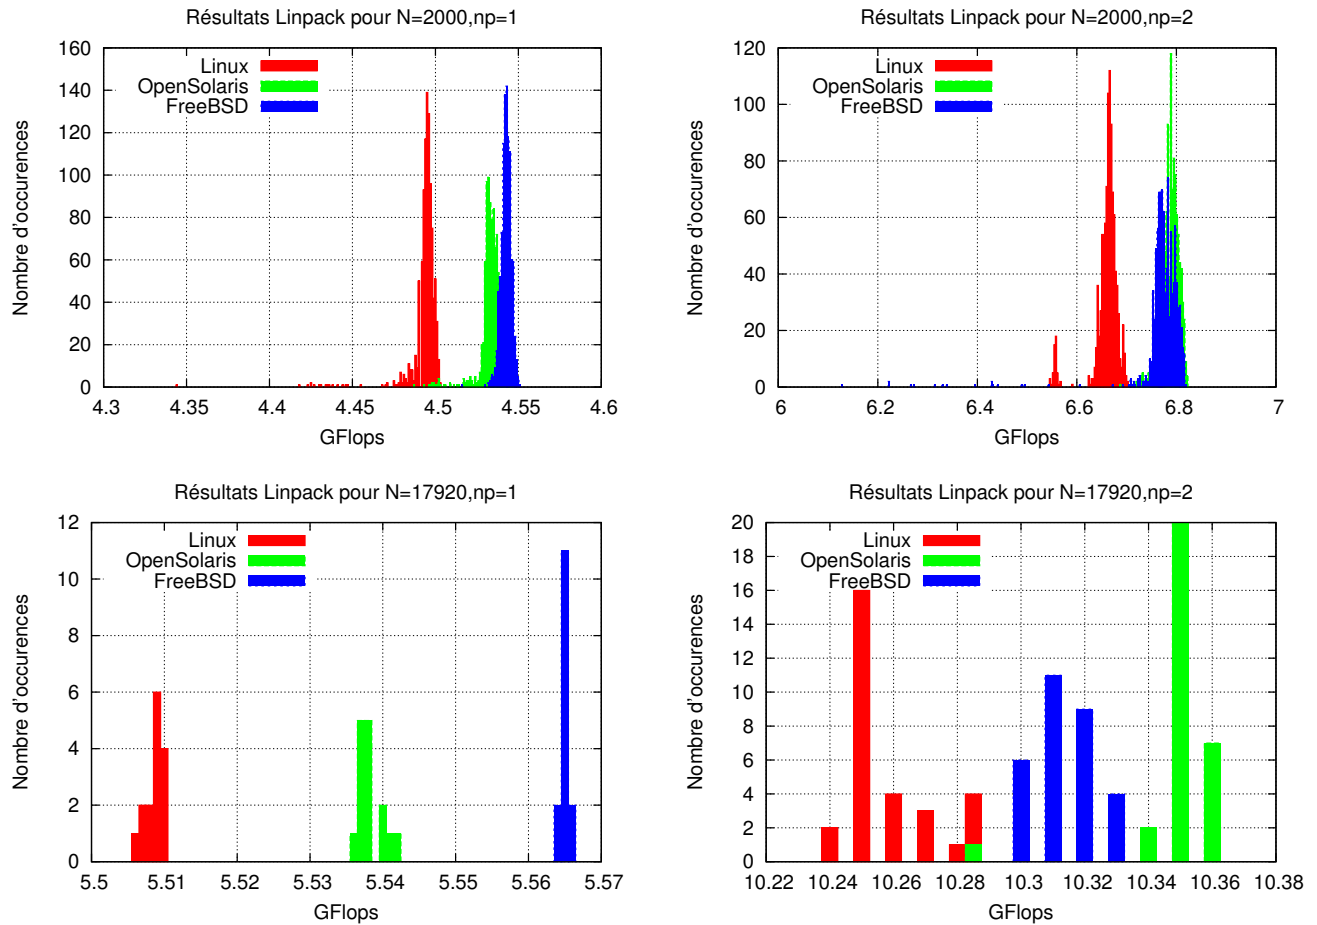 Résultats Linpack pour N=2000,np=1
160
140
120
100
80
60
40
20
0
Nombre d'occurences
Linux
OpenSolaris
FreeBSD
4.3 4.35 4.4 4.45 4.5 4.55 4.6
GFlops
Résultats Linpack pour N=2000,np=2
120
100
80
60
40
20
0
Nombre d'occurences
Linux
OpenSolaris
FreeBSD
6 6.2 6.4 6.6 6.8 7
GFlops
Résultats Linpack pour N=17920,np=1
12
10
8
6
4
2
0
Nombre d'occurences
Linux
OpenSolaris
FreeBSD
5.5 5.51 5.52 5.53 5.54 5.55 5.56 5.57
GFlops
Résultats Linpack pour N=17920,np=2
20
18
16
14
12
10
8
6
4
2
0
Nombre d'occurences
Linux
OpenSolaris
FreeBSD
10.22 10.24 10.26 10.28 10.3 10.32 10.34 10.36 10.38
GFlops